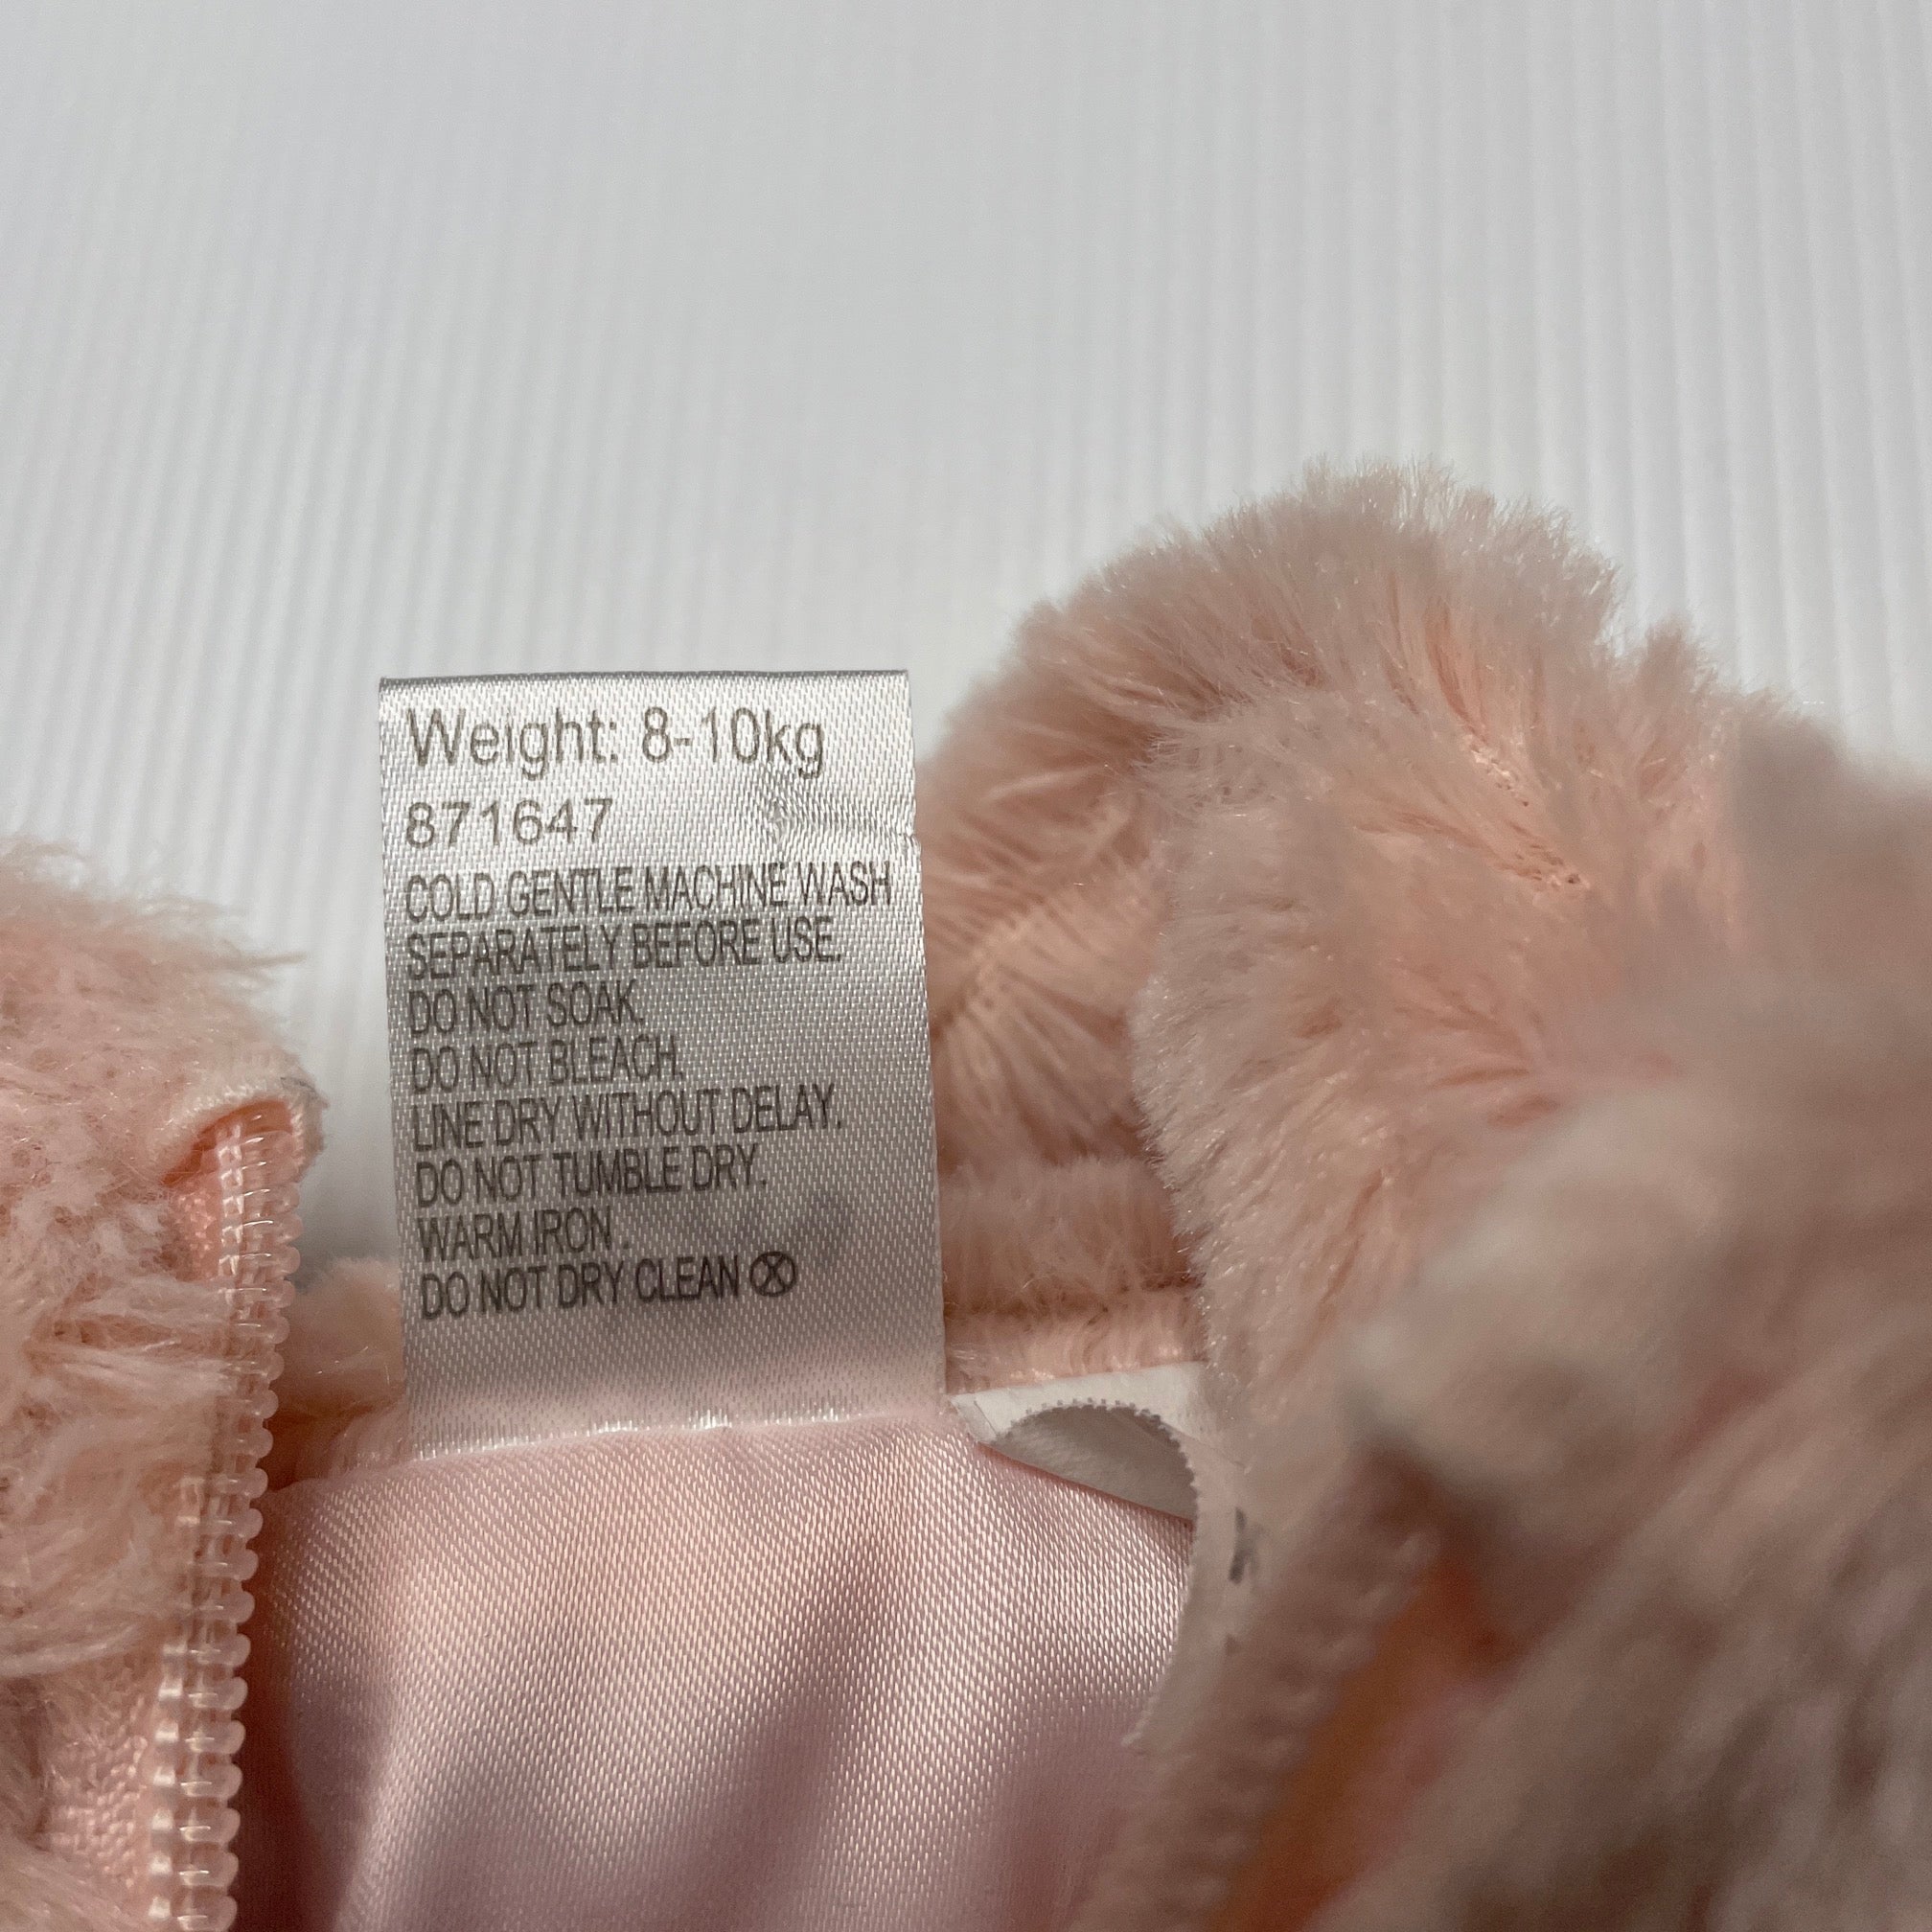 Weight: 8-10kg
871647
COLD GENTLE MACHINE WASH
SEPARATELY BEFORE USE.
DO NOT SOAK.
DO NOT BLEACH.
LINE DRY WITHOUT DELAY.
DO NOT TUMBLE DRY.
WARM IRON .
DO NOT DRY CLEAN